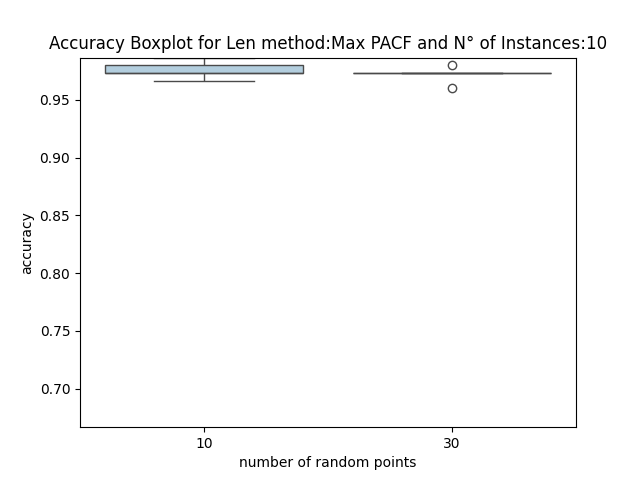 Accuracy Boxplot for Len method:Max PACF and N° of Instances:10
0.95
0.90
0.85
0.80
0.75
0.70
accuracy
10 30
number of random points